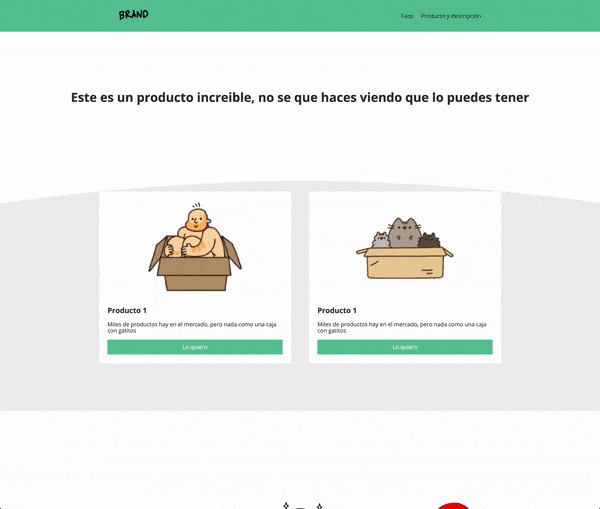 BRAND
Faqs Producto y descripción
Este es un producto increible, no se que haces viendo que lo puedes tener
Producto 1
Miles de productos hay en el mercado, pero nada como una caja
con gatitos
Lo quiero
Producto 1
Miles de productos hay en el mercado, pero nada como una caja
con gatitos
Lo quiero